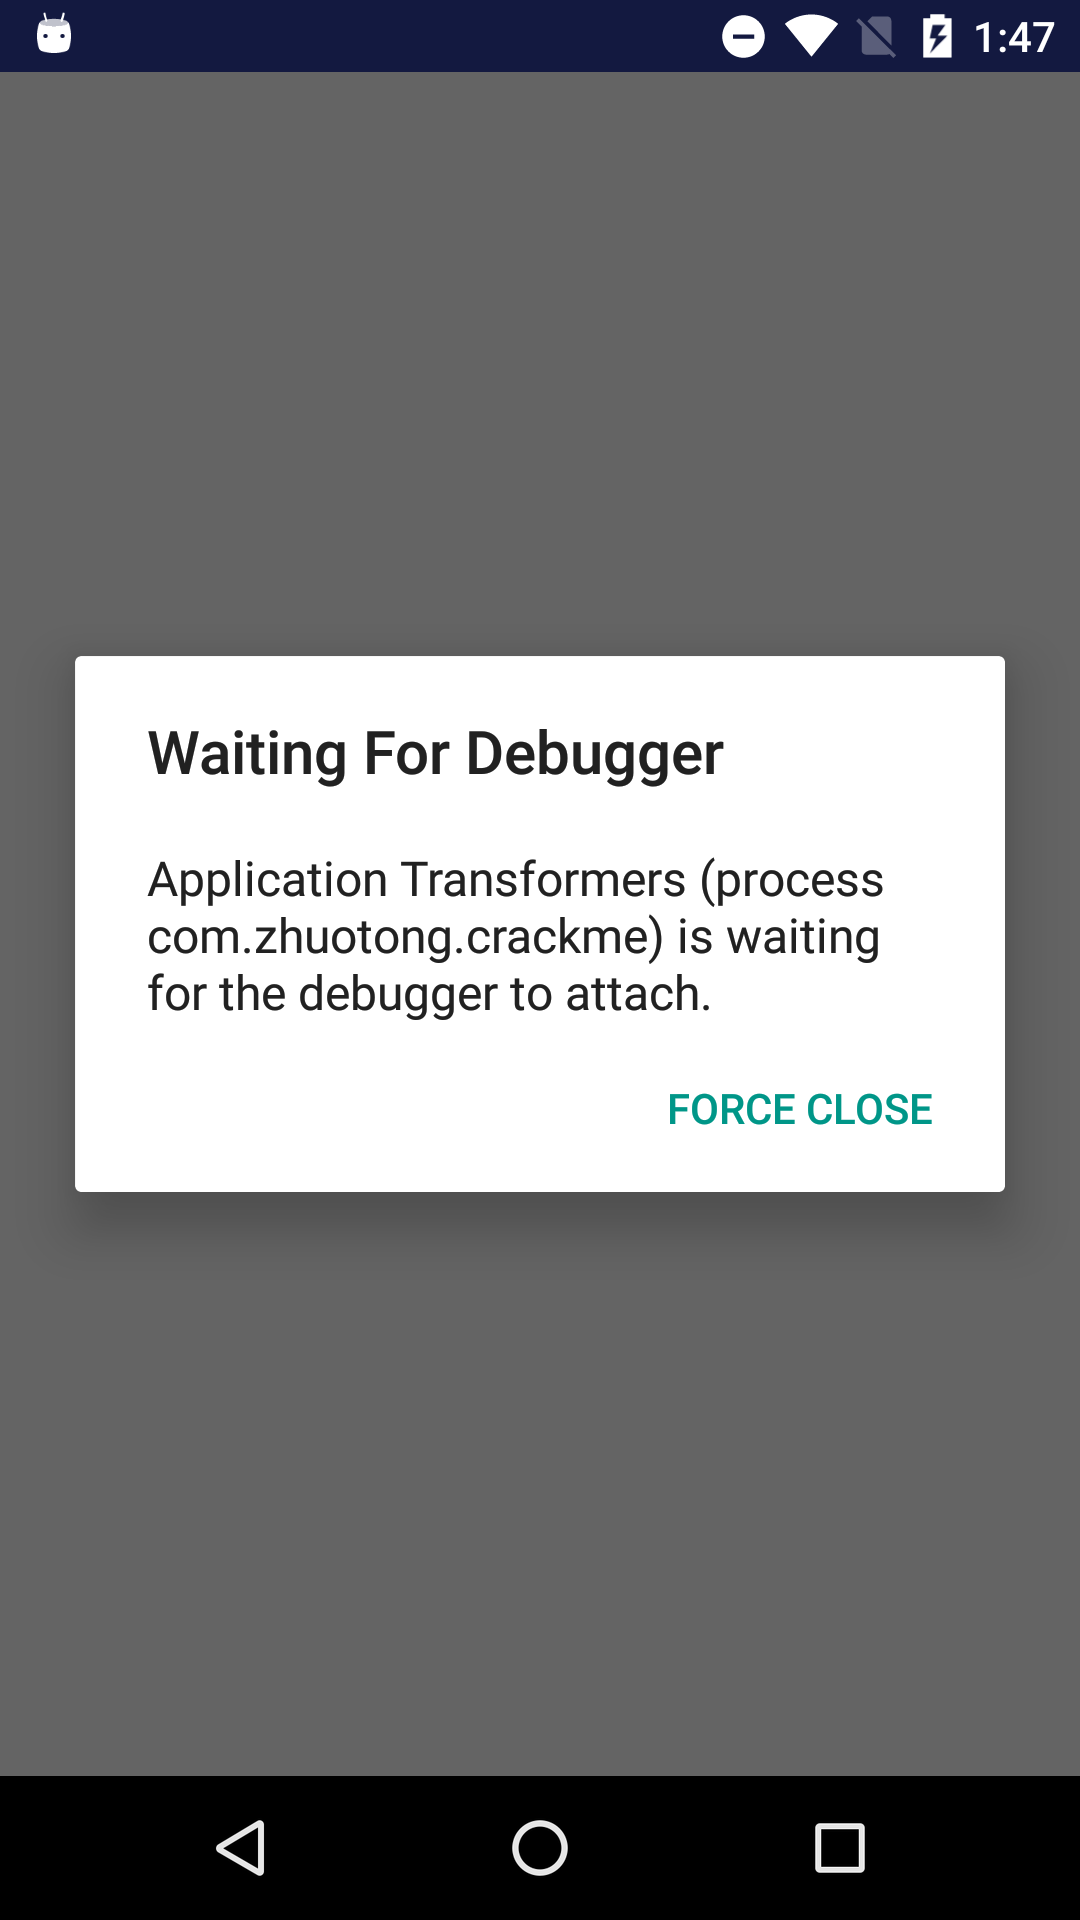 1:47
Waiting For Debugger
Application Transformers (process
com.zhuotong.crackme) is waiting
for the debugger to attach.
FORCE CLOSE